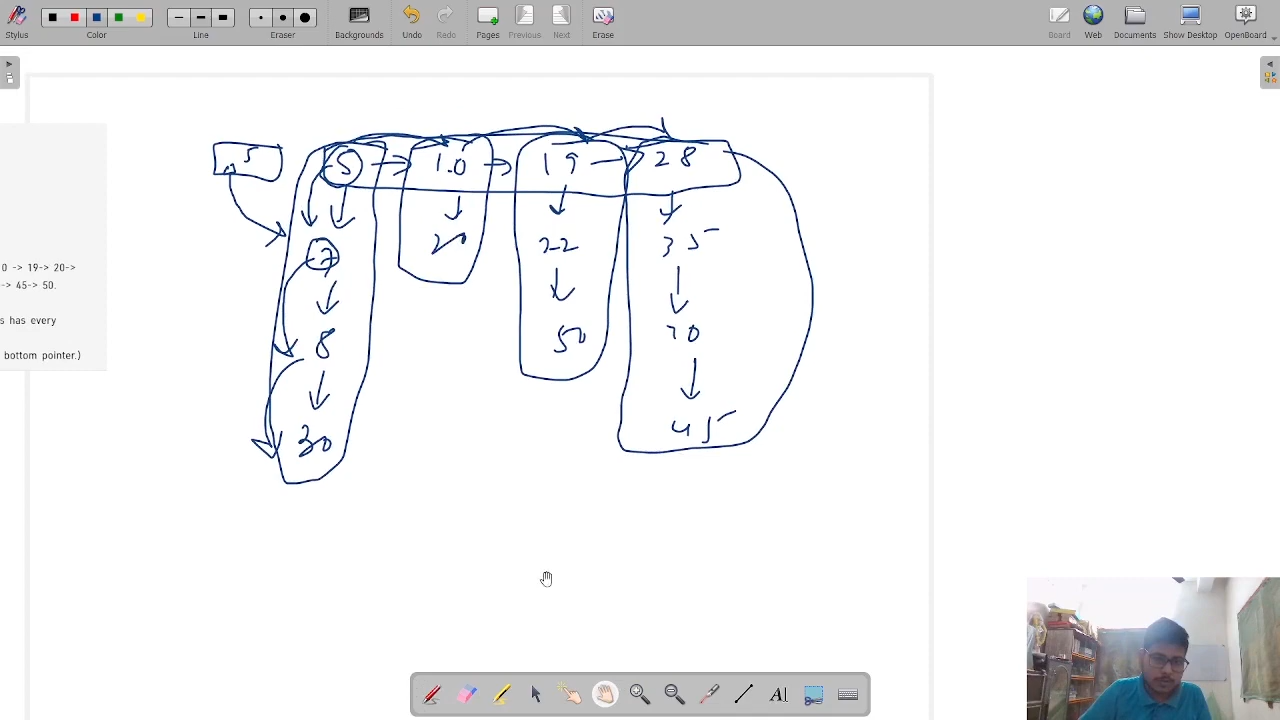 Stylus Color Line Eraser Backgrounds Undo Redo Pages Previous Next Erase Board Web Documents Show Desktop OpenBoard
5
5 10 19 28
0 -> 19-> 20->
-> 45-> 50.
s has every
bottom pointer.)
7 20 22 35
8 50
30 45
AI